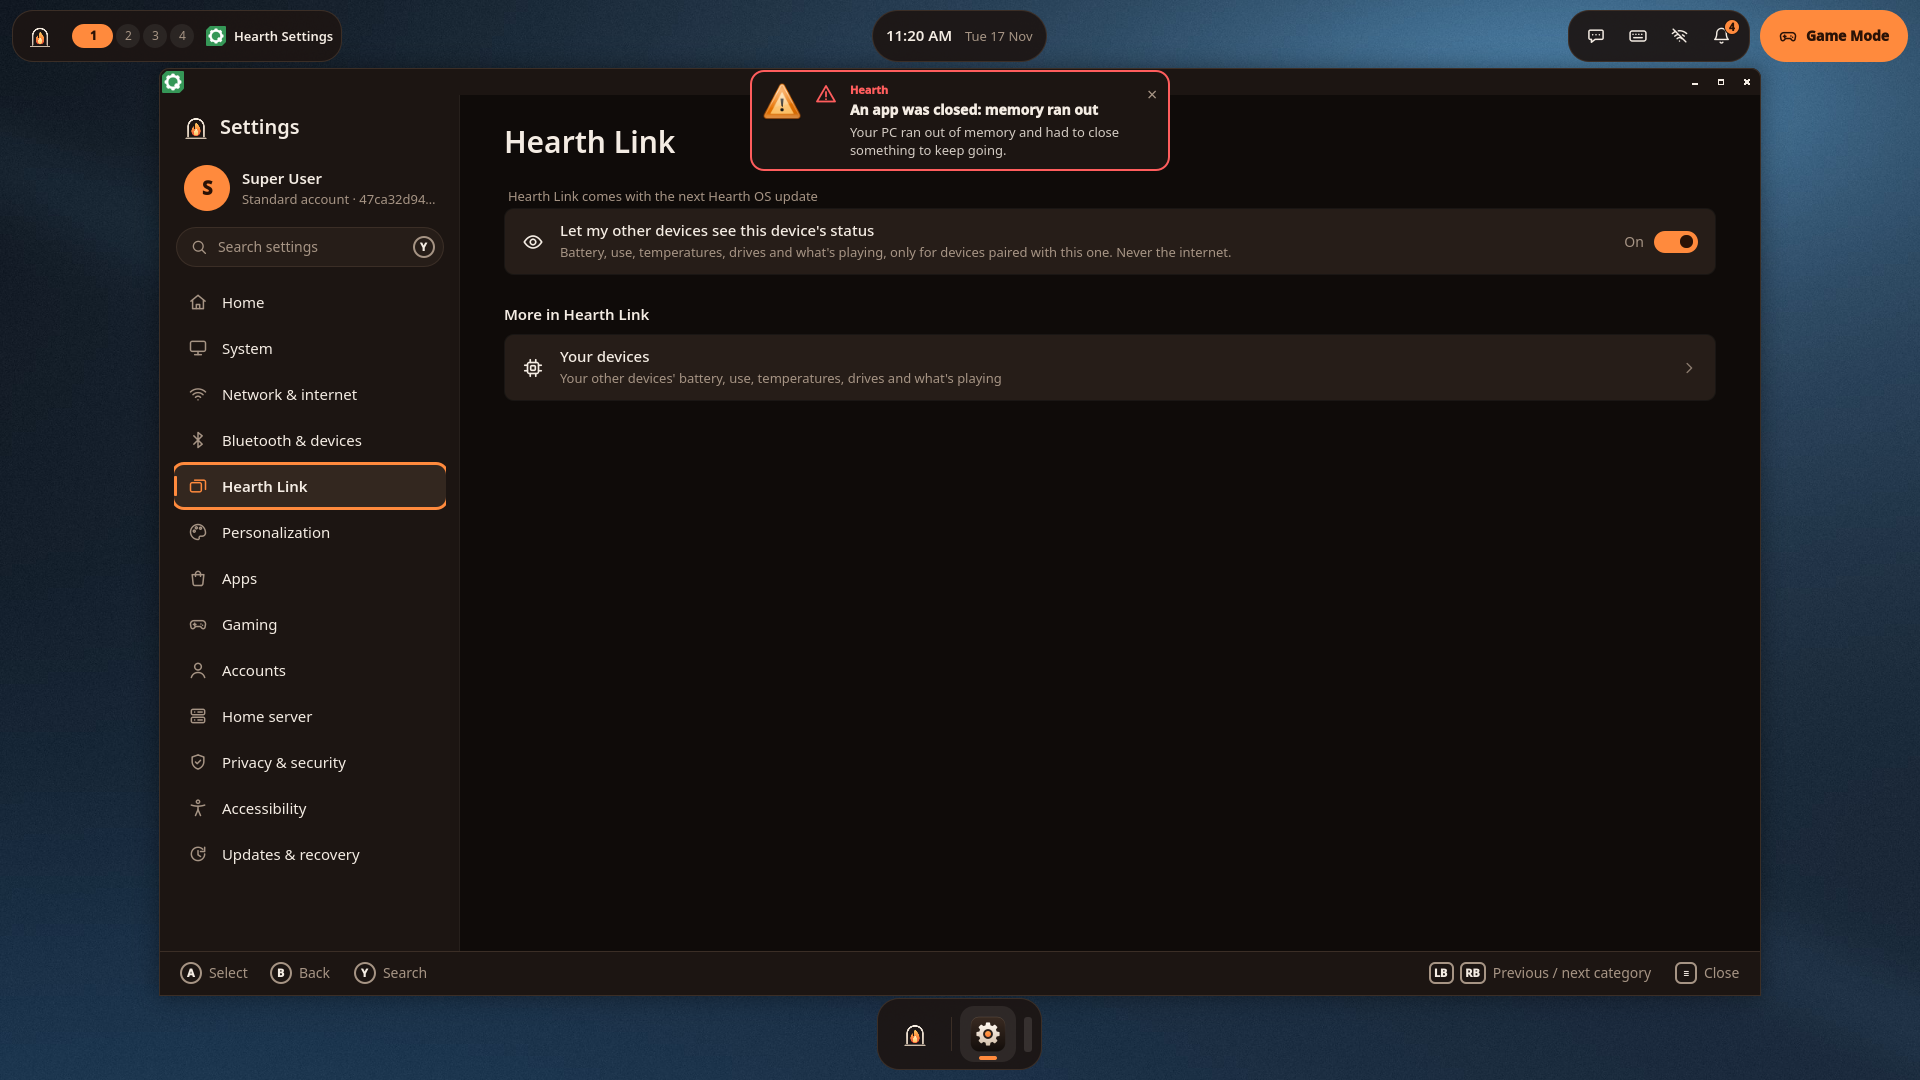 1 2 3 4 Hearth Settings
11:20 AM Tue 17 Nov
4
Game Mode
Hearth
An app was closed: memory ran out
Your PC ran out of memory and had to close
something to keep going.
Settings
Super User
Standard account · 47ca32d94...
Search settings Y
Home
System
Network & internet
Bluetooth & devices
Hearth Link
Personalization
Apps
Gaming
Accounts
Home server
Privacy & security
Accessibility
Updates & recovery
Hearth Link
Hearth Link comes with the next Hearth OS update
Let my other devices see this device's status
Battery, use, temperatures, drives and what's playing, only for devices paired with this one. Never the internet.
On
More in Hearth Link
Your devices
Your other devices' battery, use, temperatures, drives and what's playing
A Select B Back Y Search
LB RB Previous / next category ≡ Close